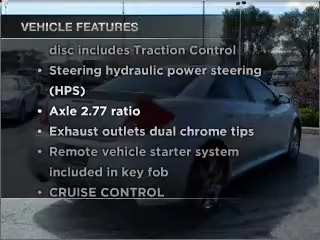 VEHICLE FEATURES
disc includes Traction Control
• Steering hydraulic power steering
(HPS)
• Axle 2.77 ratio
• Exhaust outlets dual chrome tips
• Remote vehicle starter system
included in key fob
• CRUISE CONTROL